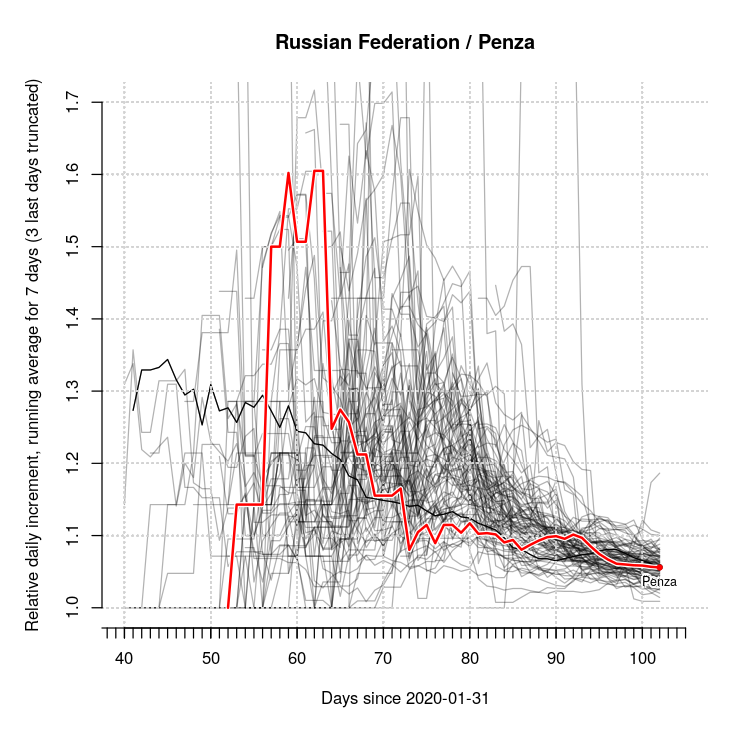 Russian Federation / Penza
Relative daily increment, running average for 7 days (3 last days truncated)
1.7
1.6
1.5
1.4
1.3
1.2
1.1
1.0
Penza
40 50 60 70 80 90 100
Days since 2020-01-31